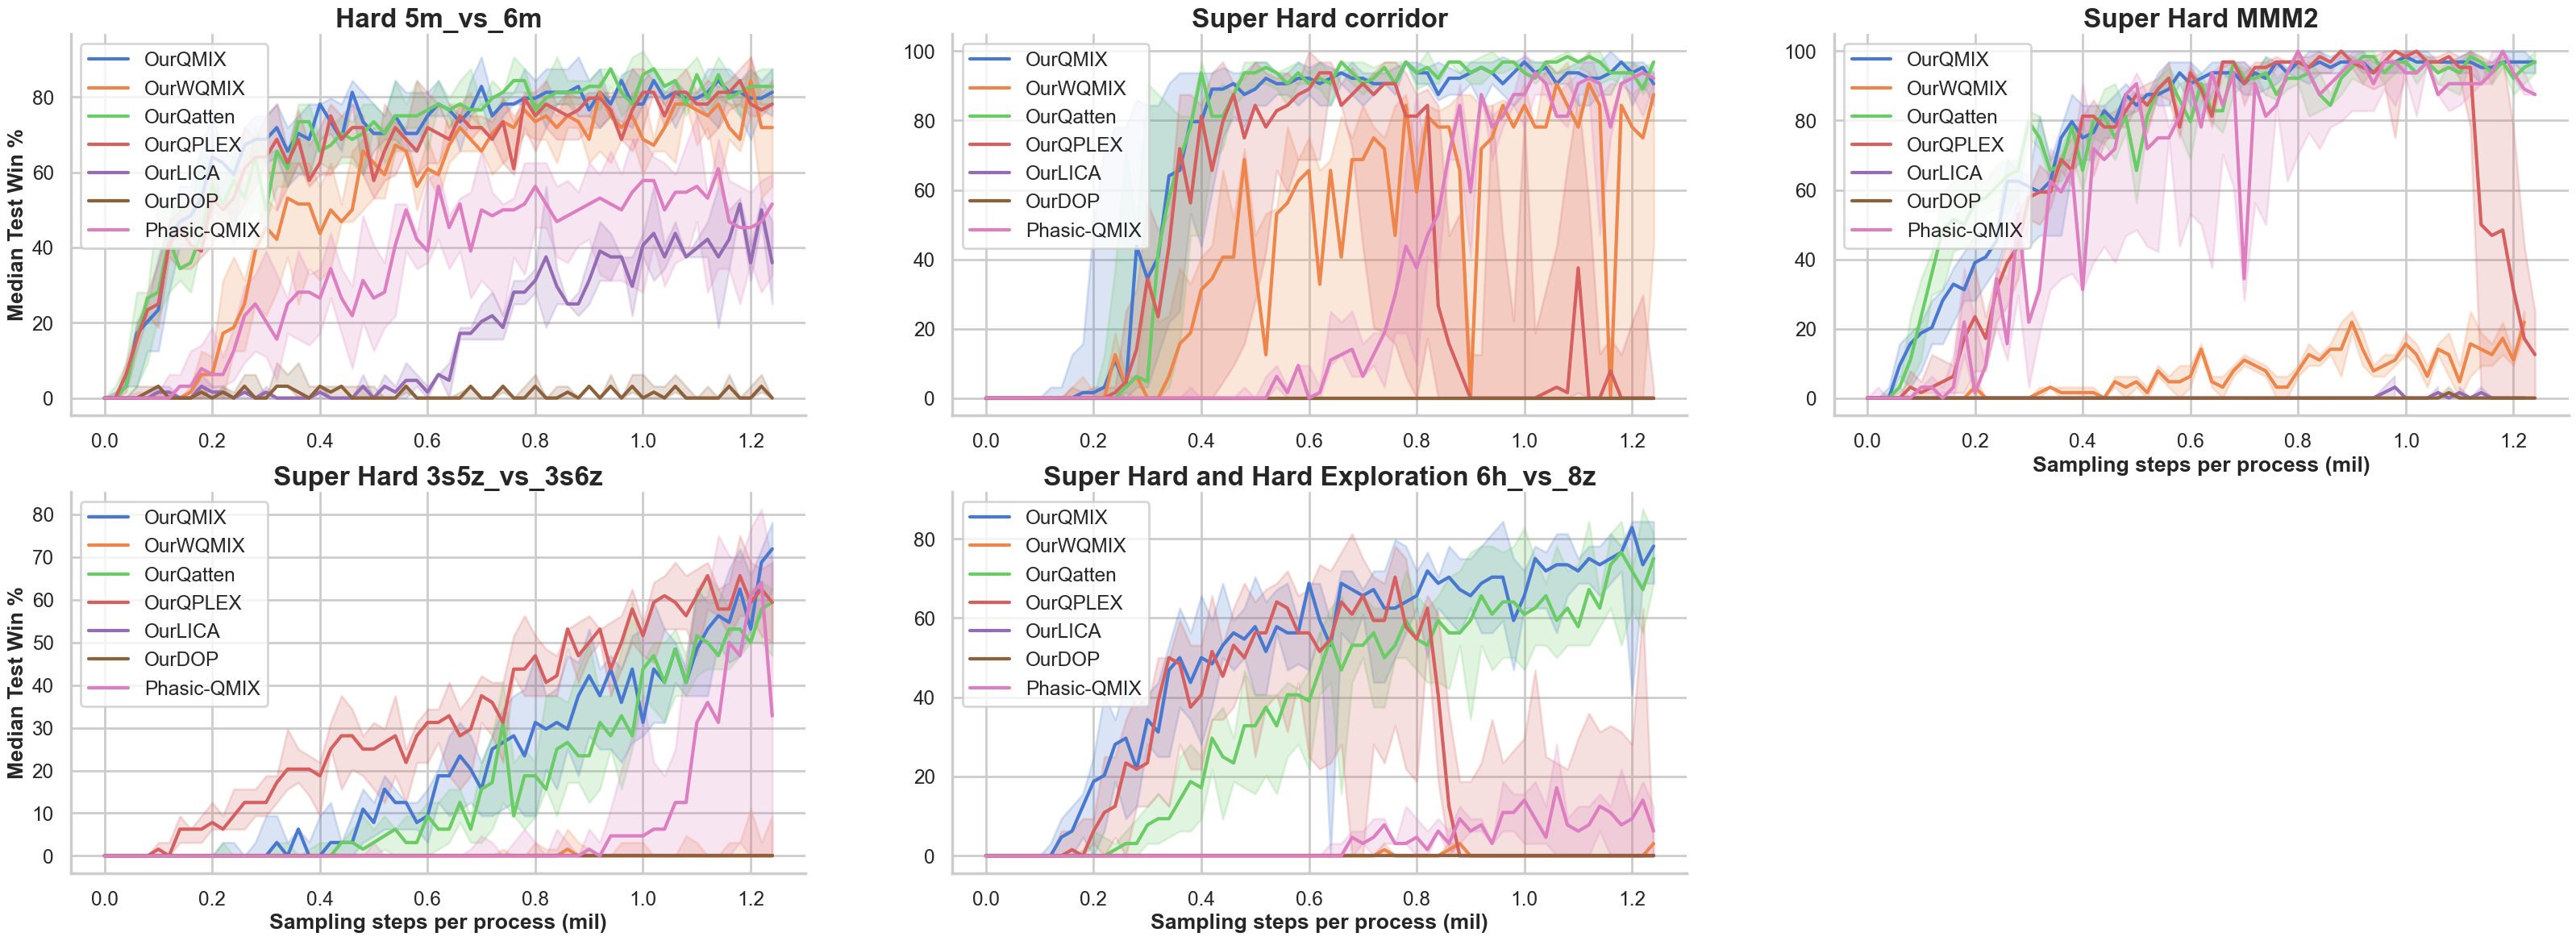 Hard 5m_vs_6m
Median Test Win %
80
60
40
20
0
OurQMIX
OurWQMIX
OurQatten
OurQPLEX
OurLICA
OurDOP
Phasic-QMIX
0.0 0.2 0.4 0.6 0.8 1.0 1.2
Super Hard corridor
100
80
60
40
20
0
OurQMIX
OurWQMIX
OurQatten
OurQPLEX
OurLICA
OurDOP
Phasic-QMIX
0.0 0.2 0.4 0.6 0.8 1.0 1.2
Super Hard MMM2
100
80
60
40
20
0
OurQMIX
OurWQMIX
OurQatten
OurQPLEX
OurLICA
OurDOP
Phasic-QMIX
0.0 0.2 0.4 0.6 0.8 1.0 1.2
Sampling steps per process (mil)
Super Hard 3s5z_vs_3s6z
Median Test Win %
80
70
60
50
40
30
20
10
0
OurQMIX
OurWQMIX
OurQatten
OurQPLEX
OurLICA
OurDOP
Phasic-QMIX
0.0 0.2 0.4 0.6 0.8 1.0 1.2
Sampling steps per process (mil)
Super Hard and Hard Exploration 6h_vs_8z
80
60
40
20
0
OurQMIX
OurWQMIX
OurQatten
OurQPLEX
OurLICA
OurDOP
Phasic-QMIX
0.0 0.2 0.4 0.6 0.8 1.0 1.2
Sampling steps per process (mil)